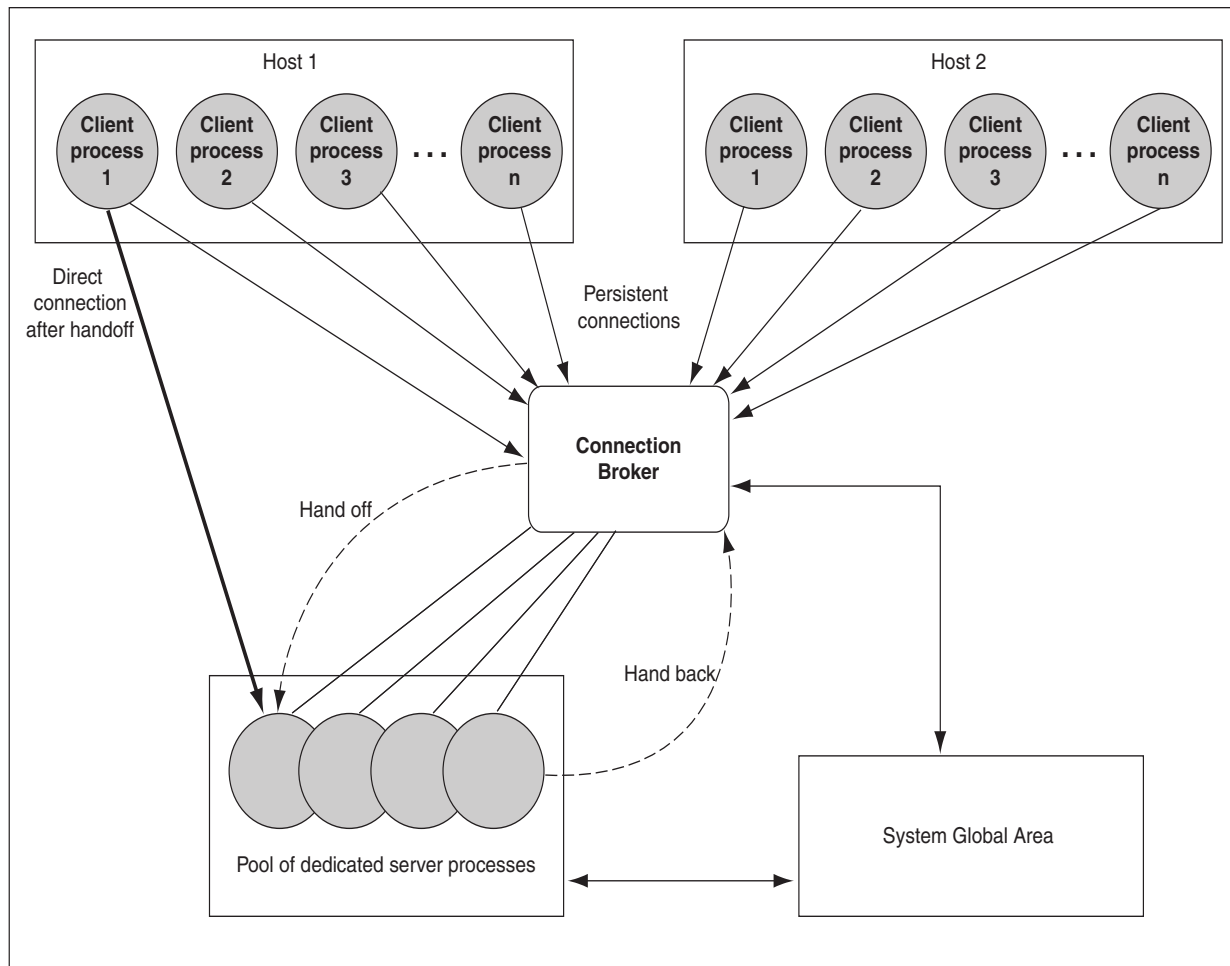 Host 1
Client
process
1
Client
process
2
Client
process
3
...
Client
process
n
Host 2
Client
process
1
Client
process
2
Client
process
3
...
Client
process
n
Direct
connection
after handoff
Persistent
connections
Connection
Broker
Hand off
Hand back
Pool of dedicated server processes
System Global Area